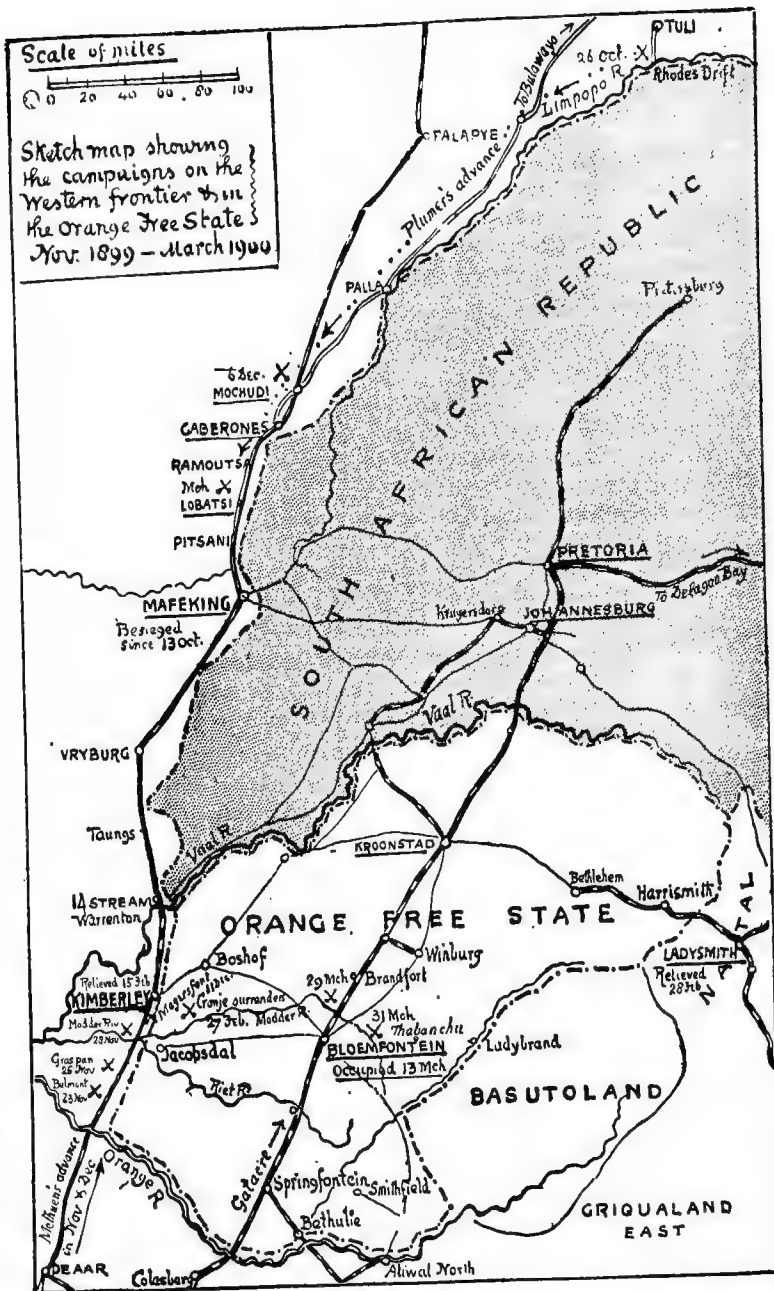 Scale of miles
0 20 40 60 80 100
Sketch map showing
the campaigns on the
Western frontier & in
the Orange Free State
Nov. 1899 – March 1900
TULI
26 Oct.
Rhodes Drift
To Bulawayo
Limpopo R.
PALAPYE
Plumer's advance
PALLA
SOUTH AFRICAN REPUBLIC
Pietersburg
6 Dec.
MOCHUDI
GABERONES
RAMOUTSA
Mch
LOBATSI
PITSANI
PRETORIA
To Delagoa Bay
MAFEKING
Besieged
since 13 Oct.
Krugersdorp
JOHANNESBURG
Vaal R.
VRYBURG
Taungs
Vaal R.
KROONSTAD
Bethlehem
Harrismith
14 STREAMS
Warrenton
ORANGE FREE STATE
NATAL
Winburg
LADYSMITH
Relieved
28 Feb
Boshof
Relieved 15 Feb
KIMBERLEY
Magersfont.
Cronje surrenders
27 Feb.
Modder R.
29 Mch
Brandfort
31 Mch
Thabanchu
Modder Riv
28 Nov
Jacobsdal
BLOEMFONTEIN
Occupied 13 Mch
Ladybrand
Graspan
25 Nov
Belmont
23 Nov
Riet R.
BASUTOLAND
Methuen's advance
in Nov & Dec
Orange R.
Gatacre
Springfontein
Smithfield
GRIQUALAND
EAST
Bethulie
DE AAR
Colesberg
Aliwal North